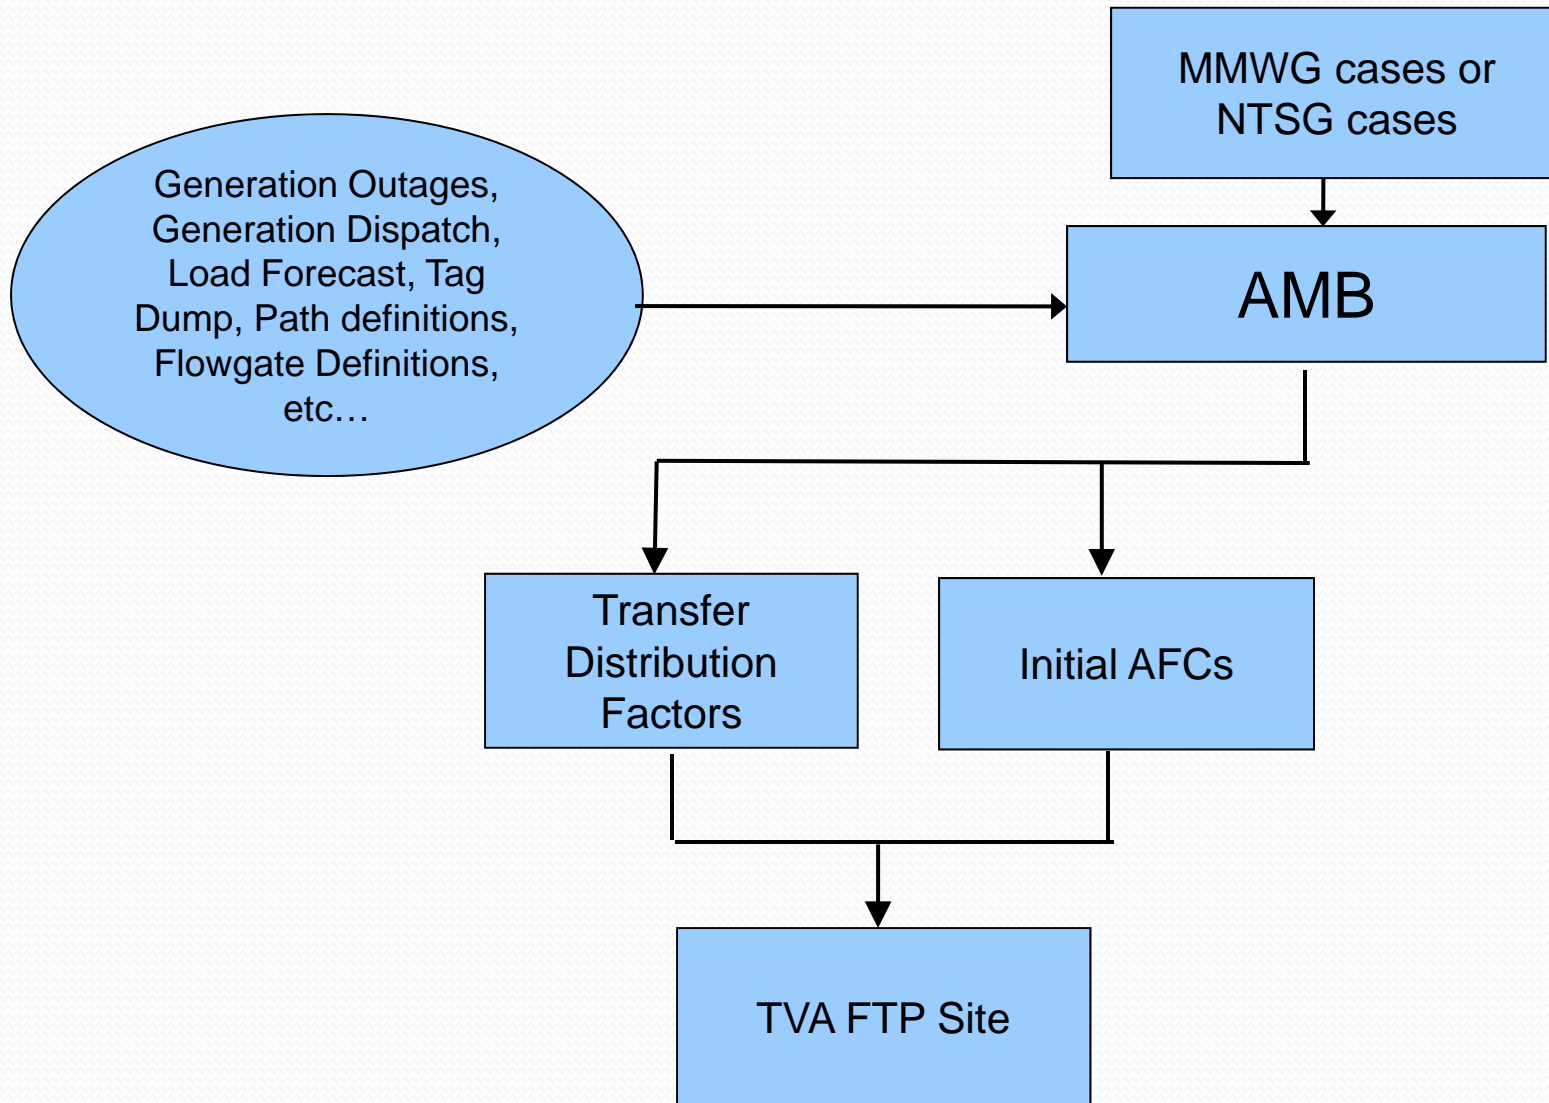 MMWG cases or
NTSG cases
Generation Outages,
Generation Dispatch,
Load Forecast, Tag
Dump, Path definitions,
Flowgate Definitions,
etc…
AMB
Transfer
Distribution
Factors
Initial AFCs
TVA FTP Site